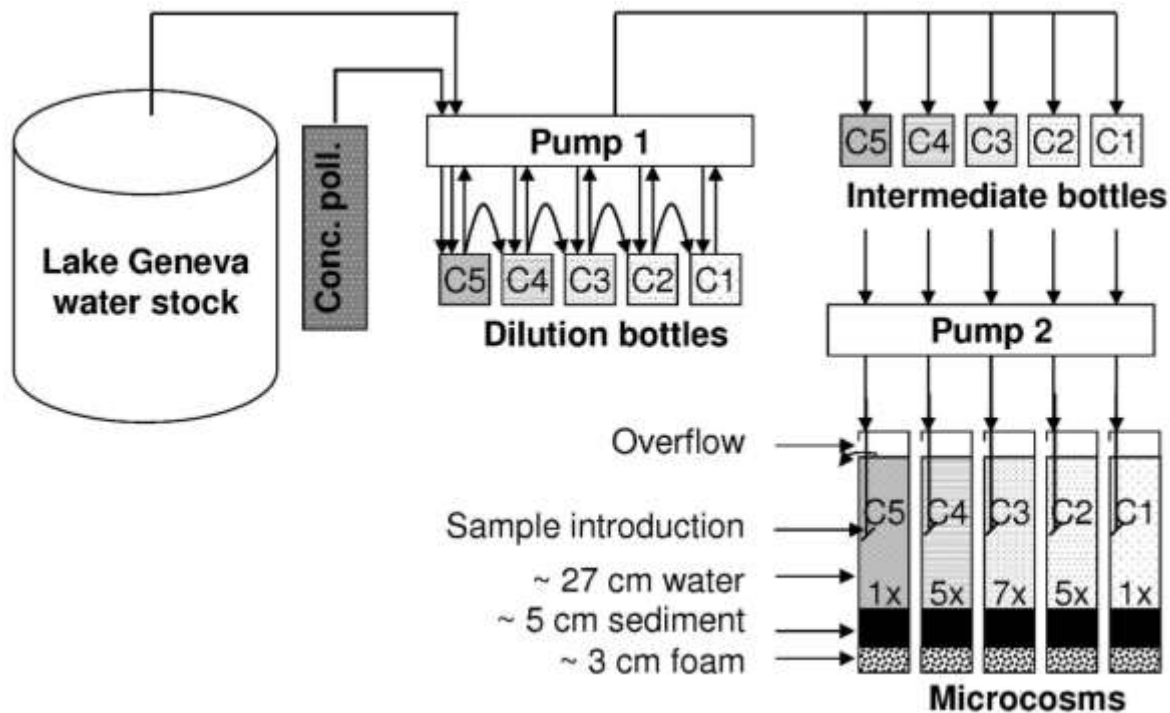 Lake Geneva
water stock
Conc. poll.
Pump 1
C5 C4 C3 C2 C1
Dilution bottles
C5 C4 C3 C2 C1
Intermediate bottles
Pump 2
Overflow
Sample introduction
~ 27 cm water
~ 5 cm sediment
~ 3 cm foam
C5 C4 C3 C2 C1
1x 5x 7x 5x 1x
Microcosms